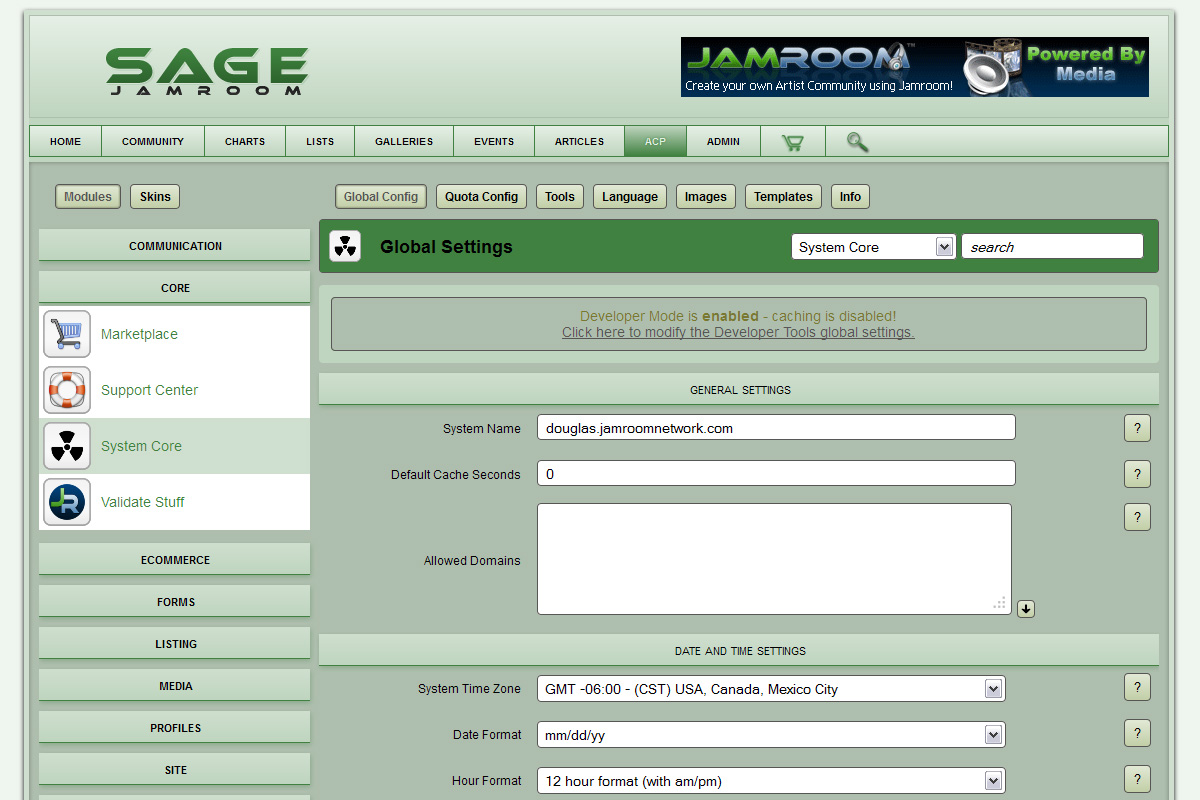 SAGE
JAMROOM
JAMROOM™
Create your own Artist Community using Jamroom!
Powered By
Media
HOME COMMUNITY CHARTS LISTS GALLERIES EVENTS ARTICLES ACP ADMIN
Modules Skins
Global Config Quota Config Tools Language Images Templates Info
COMMUNICATION
CORE
Marketplace
Support Center
System Core
JR Validate Stuff
ECOMMERCE
FORMS
LISTING
MEDIA
PROFILES
SITE
Global Settings System Core search
Developer Mode is enabled - caching is disabled!
Click here to modify the Developer Tools global settings.
GENERAL SETTINGS
System Name douglas.jamroomnetwork.com ?
Default Cache Seconds 0 ?
Allowed Domains ?
DATE AND TIME SETTINGS
System Time Zone GMT -06:00 - (CST) USA, Canada, Mexico City ?
Date Format mm/dd/yy ?
Hour Format 12 hour format (with am/pm) ?